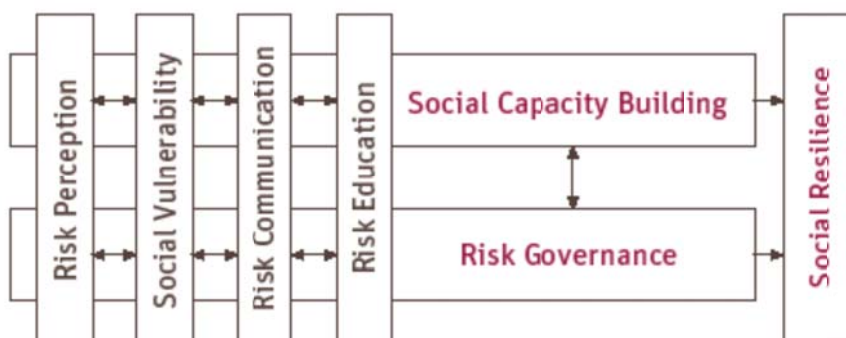 Risk Perception
Social Vulnerability
Risk Communication
Risk Education
Social Capacity Building
Risk Governance
Social Resilience